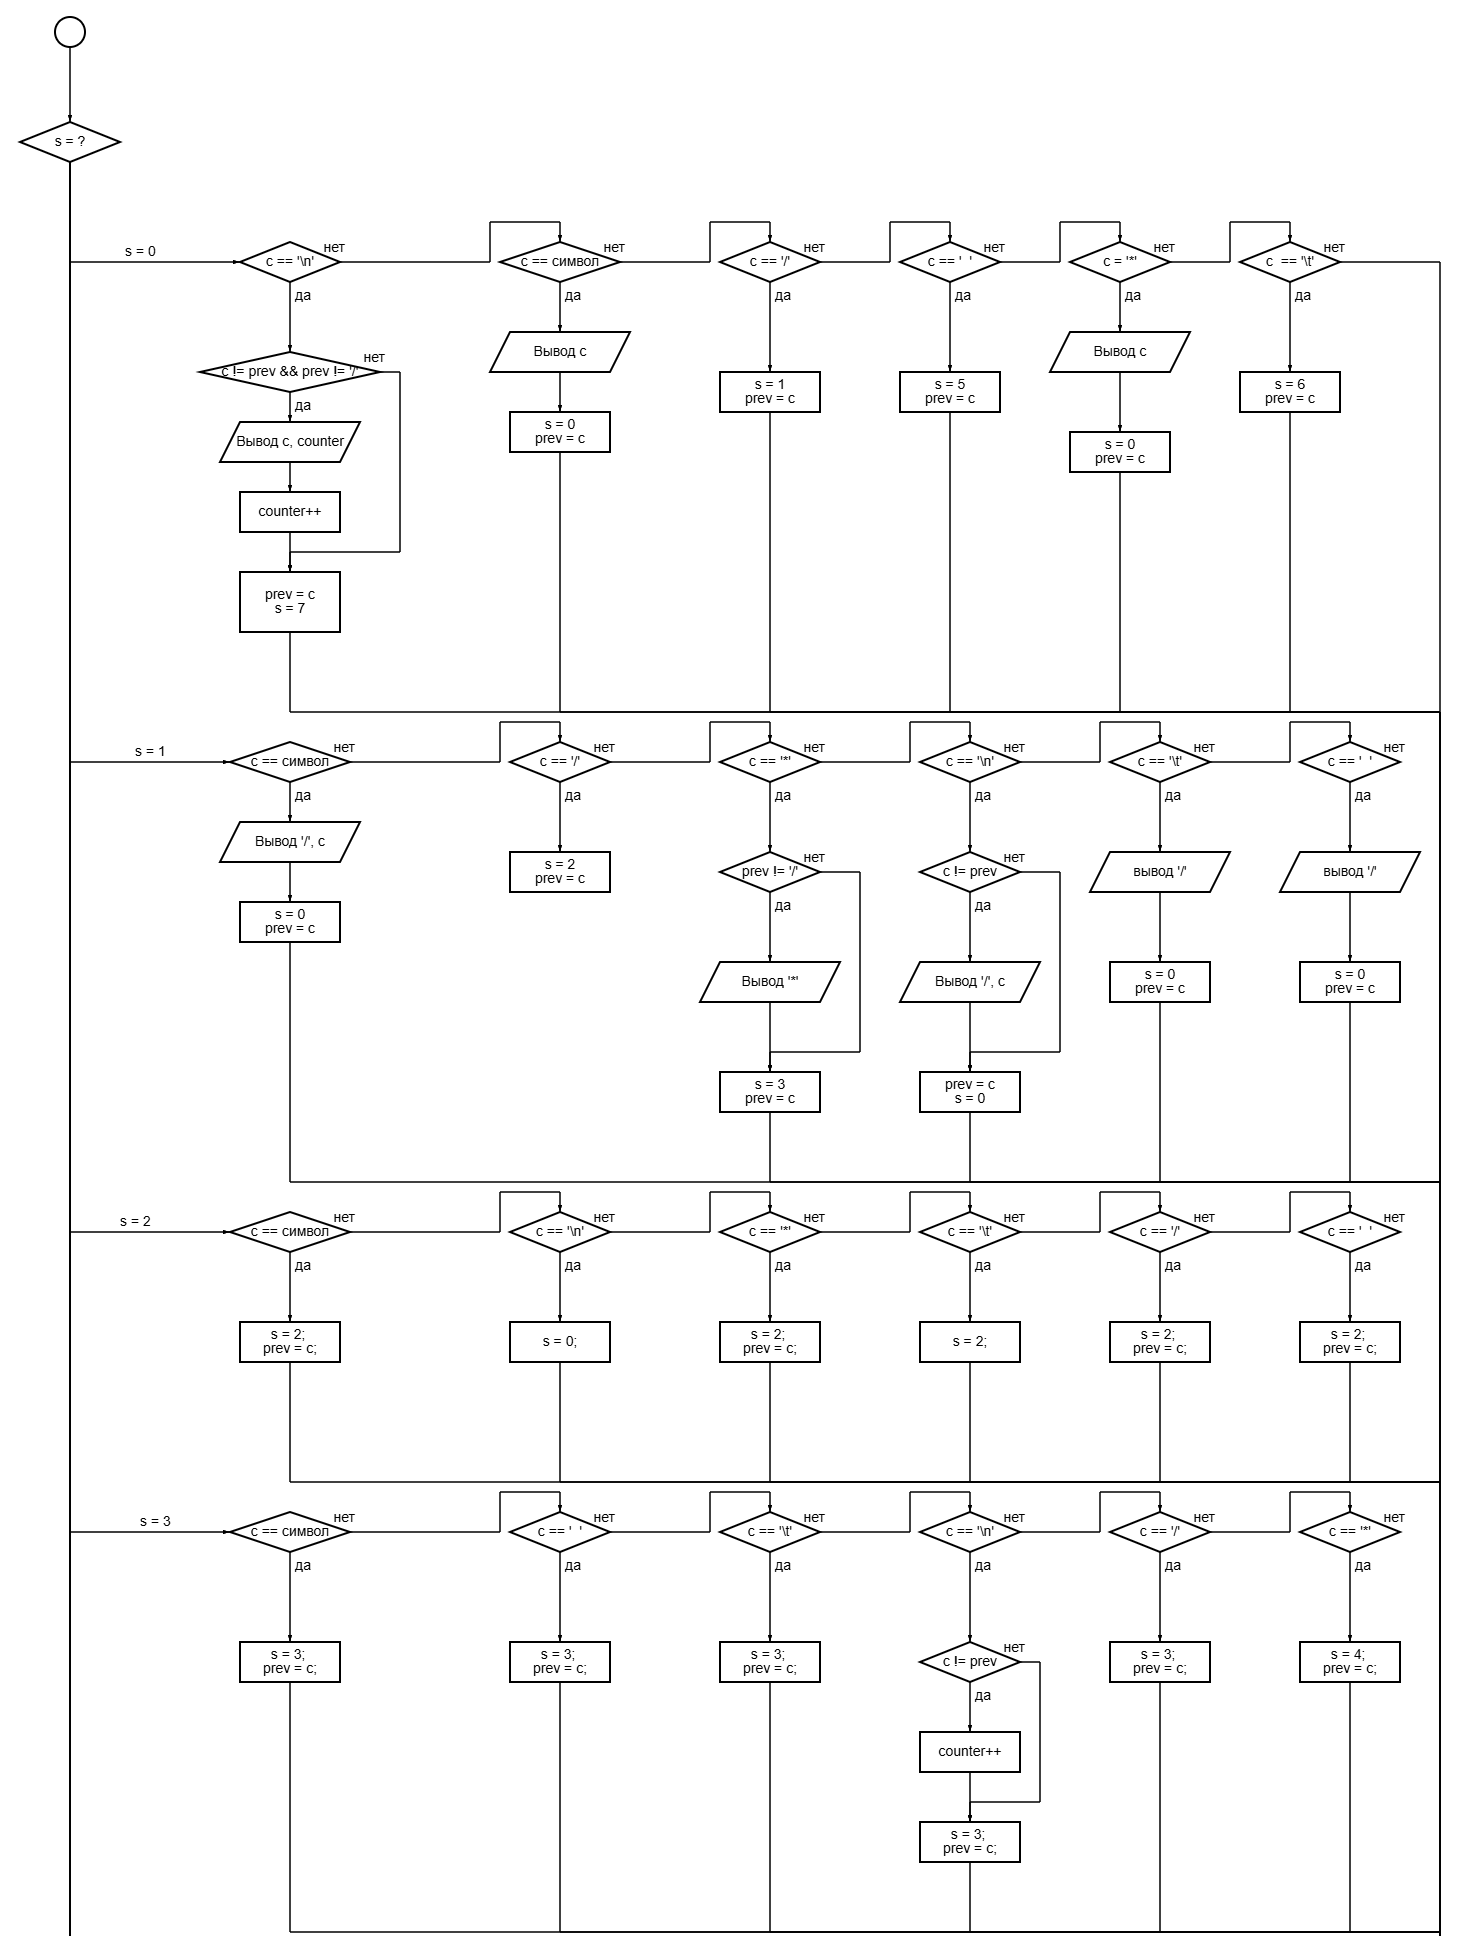 s = ?
s = 0
c == '\n'
нет
c == символ
нет
c == '/'
нет
c == ' '
нет
c = '*'
нет
c == '\t'
нет
да
да
да
да
да
да
c != prev && prev != '/'
нет
да
Вывод c, counter
counter++
prev = c
s = 7
Вывод c
s = 0
prev = c
s = 1
prev = c
s = 5
prev = c
Вывод c
s = 0
prev = c
s = 6
prev = c
s = 1
c == символ
нет
c == '/'
нет
c == '*'
нет
c == '\n'
нет
c == '\t'
нет
c == ' '
нет
да
да
да
да
да
да
Вывод '/', c
s = 0
prev = c
s = 2
prev = c
prev != '/'
нет
да
Вывод '*'
s = 3
prev = c
c != prev
нет
да
Вывод '/', c
prev = c
s = 0
вывод '/'
s = 0
prev = c
вывод '/'
s = 0
prev = c
s = 2
c == символ
нет
c == '\n'
нет
c == '*'
нет
c == '\t'
нет
c == '/'
нет
c == ' '
нет
да
да
да
да
да
да
s = 2;
prev = c;
s = 0;
s = 2;
prev = c;
s = 2;
s = 2;
prev = c;
s = 2;
prev = c;
s = 3
c == символ
нет
c == ' '
нет
c == '\t'
нет
c == '\n'
нет
c == '/'
нет
c == '*'
нет
да
да
да
да
да
да
s = 3;
prev = c;
s = 3;
prev = c;
s = 3;
prev = c;
c != prev
нет
да
counter++
s = 3;
prev = c;
s = 3;
prev = c;
s = 4;
prev = c;